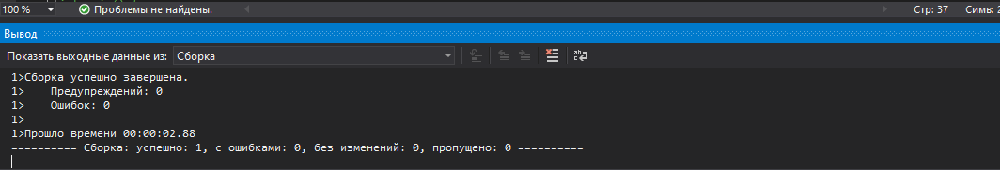 100 %
Проблемы не найдены.
Стр: 37
Симв: 2
Вывод
Показать выходные данные из: Сборка
1>Сборка успешно завершена.
1>    Предупреждений: 0
1>    Ошибок: 0
1>
1>Прошло времени 00:00:02.88
========== Сборка: успешно: 1, с ошибками: 0, без изменений: 0, пропущено: 0 ==========